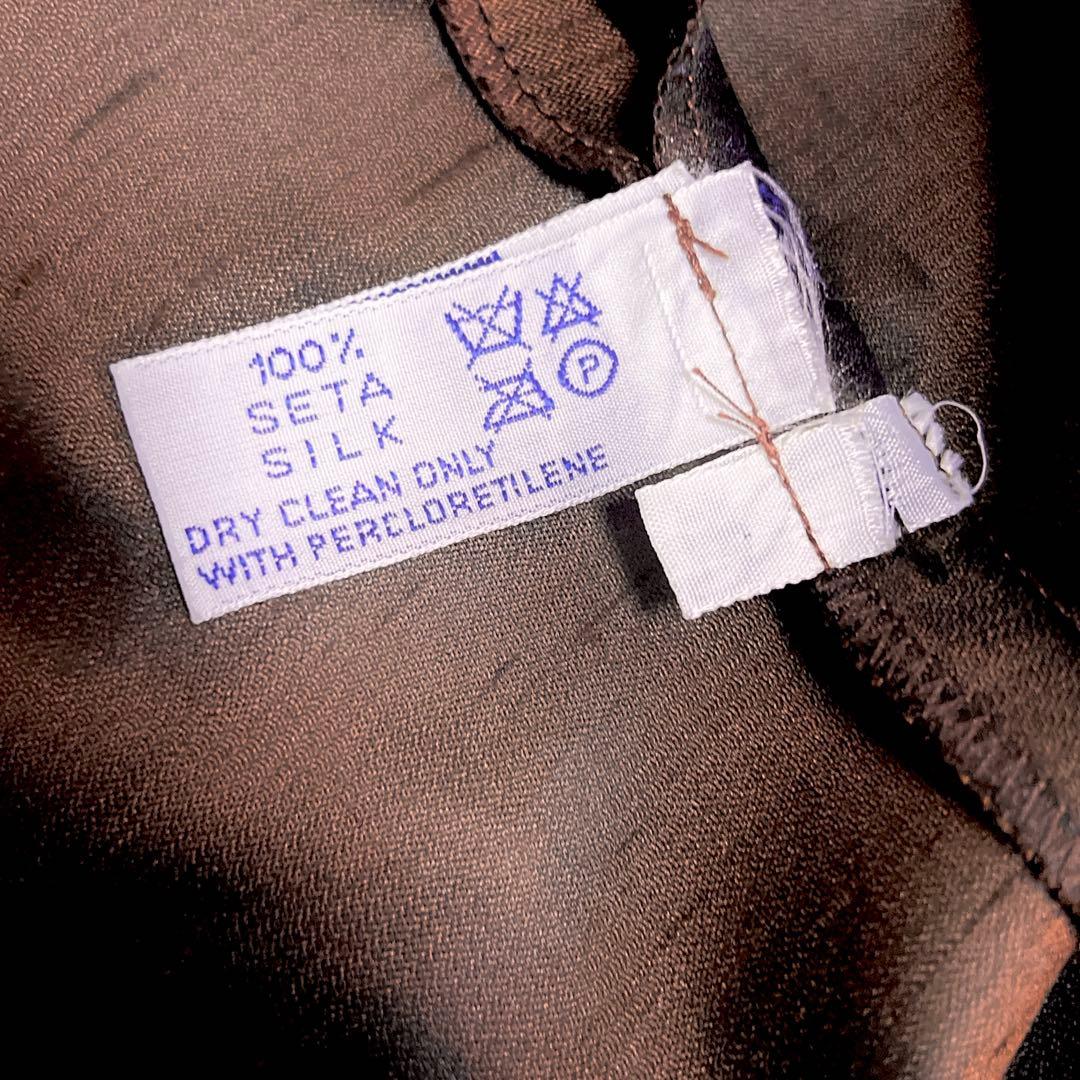 100%
SETA
SILK
P
DRY CLEAN ONLY
WITH PERCLORETILENE